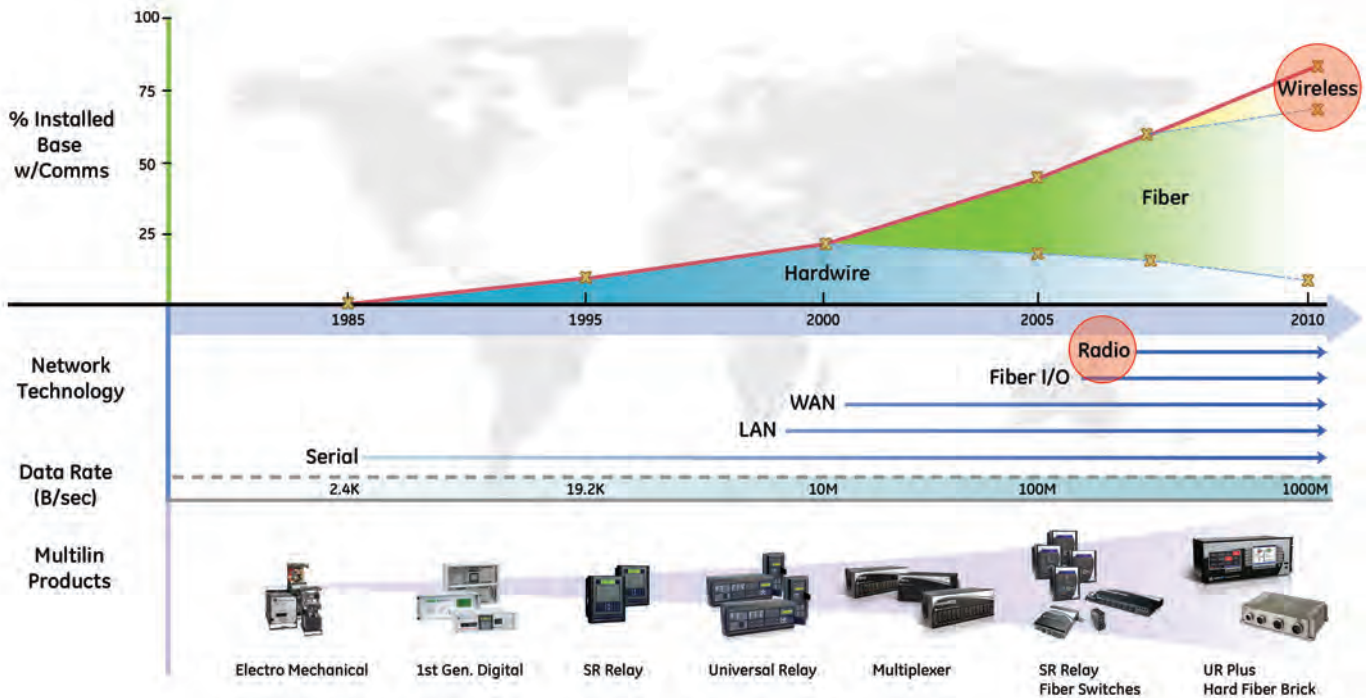 100
75
50
25
% Installed
Base
w/Comms
Wireless
Fiber
Hardwire
1985
1995
2000
2005
2010
Network
Technology
Radio
Fiber I/O
WAN
LAN
Serial
Data Rate
(B/sec)
2.4K
19.2K
10M
100M
1000M
Multilin
Products
Electro Mechanical
1st Gen. Digital
SR Relay
Universal Relay
Multiplexer
SR Relay
Fiber Switches
UR Plus
Hard Fiber Brick